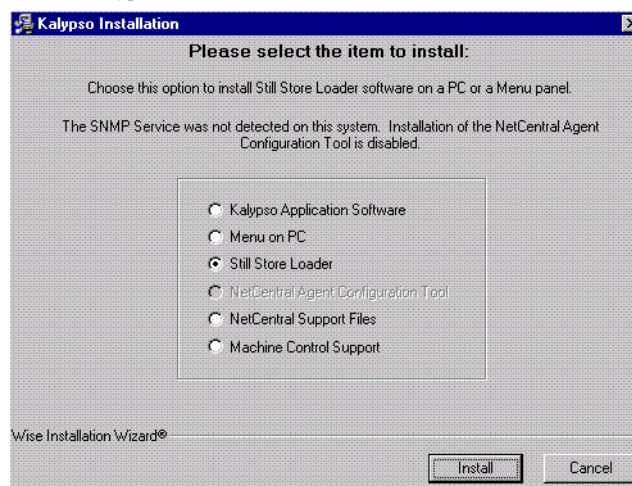 Kalypso Installation
Please select the item to install:
Choose this option to install Still Store Loader software on a PC or a Menu panel.
The SNMP Service was not detected on this system. Installation of the NetCentral Agent
Configuration Tool is disabled.
Kalypso Application Software
Menu on PC
Still Store Loader
NetCentral Agent Configuration Tool
NetCentral Support Files
Machine Control Support
Wise Installation Wizard®
Install Cancel